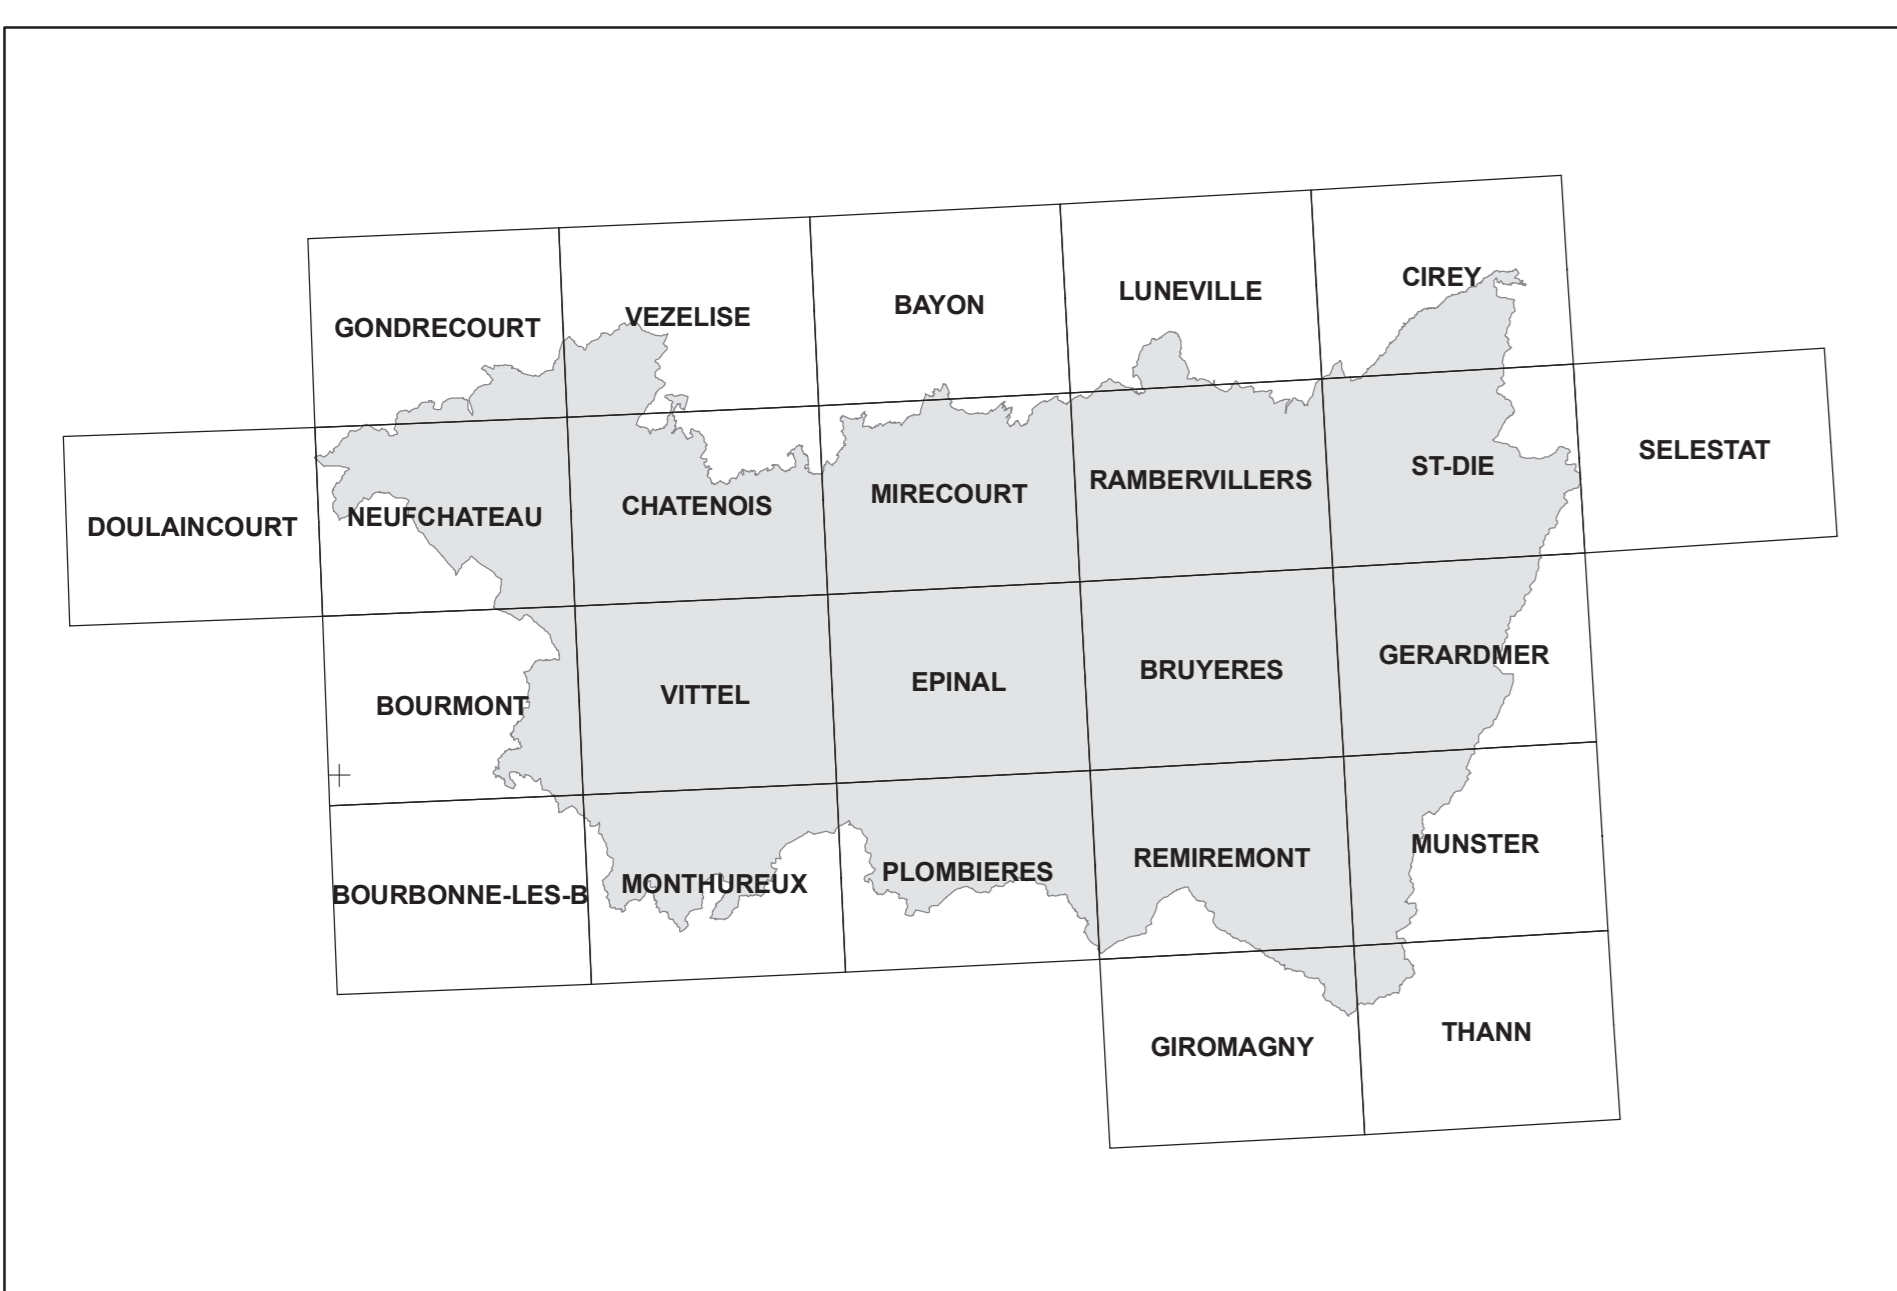 GONDRECOURT
VEZELISE
BAYON
LUNEVILLE
CIREY
DOULAINCOURT
NEUFCHATEAU
CHATENOIS
MIRECOURT
RAMBERVILLERS
ST-DIE
SELESTAT
BOURMONT
VITTEL
EPINAL
BRUYERES
GERARDMER
BOURBONNE-LES-B
MONTHUREUX
PLOMBIERES
REMIREMONT
MUNSTER
GIROMAGNY
THANN